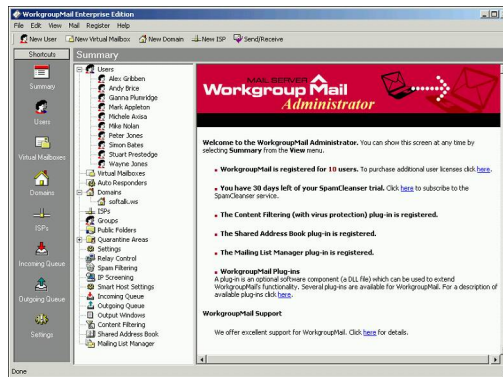 WorkgroupMail Enterprise Edition
File Edit View Mail Register Help
New User New Virtual Mailbox New Domain New ISP Send/Receive
Shortcuts
Summary
Users
Virtual Mailboxes
Domains
ISPs
Incoming Queue
Outgoing Queue
Settings
Summary
Users
Alex Gribben
Andy Brice
Gianna Plumridge
Mark Appleton
Michele Axisa
Mike Nolan
Peter Jones
Simon Bates
Stuart Prestedge
Wayne Jones
Virtual Mailboxes
Auto Responders
Domains
softalk.ws
ISPs
Groups
Public Folders
Quarantine Areas
Settings
Relay Control
Spam Filtering
IP Screening
Smart Host Settings
Incoming Queue
Outgoing Queue
Output Windows
Content Filtering
Shared Address Book
Mailing List Manager
MAIL SERVER
Workgroup Mail
Administrator
Welcome to the WorkgroupMail Administrator. You can show this screen at any time by
selecting Summary from the View menu.
WorkgroupMail is registered for 10 users. To purchase additional user licenses click here.
You have 30 days left of your SpamCleanser trial. Click here to subscribe to the
SpamCleanser service.
The Content Filtering (with virus protection) plug-in is registered.
The Shared Address Book plug-in is registered.
The Mailing List Manager plug-in is registered.
WorkgroupMail Plug-ins
A plug-in is an optional software component (a DLL file) which can be used to extend
WorkgroupMail's functionality. Several plug-ins are available for WorkgroupMail. For a description of
available plug-ins click here.
WorkgroupMail Support
We offer excellent support for WorkgroupMail. Click here for details.
Done